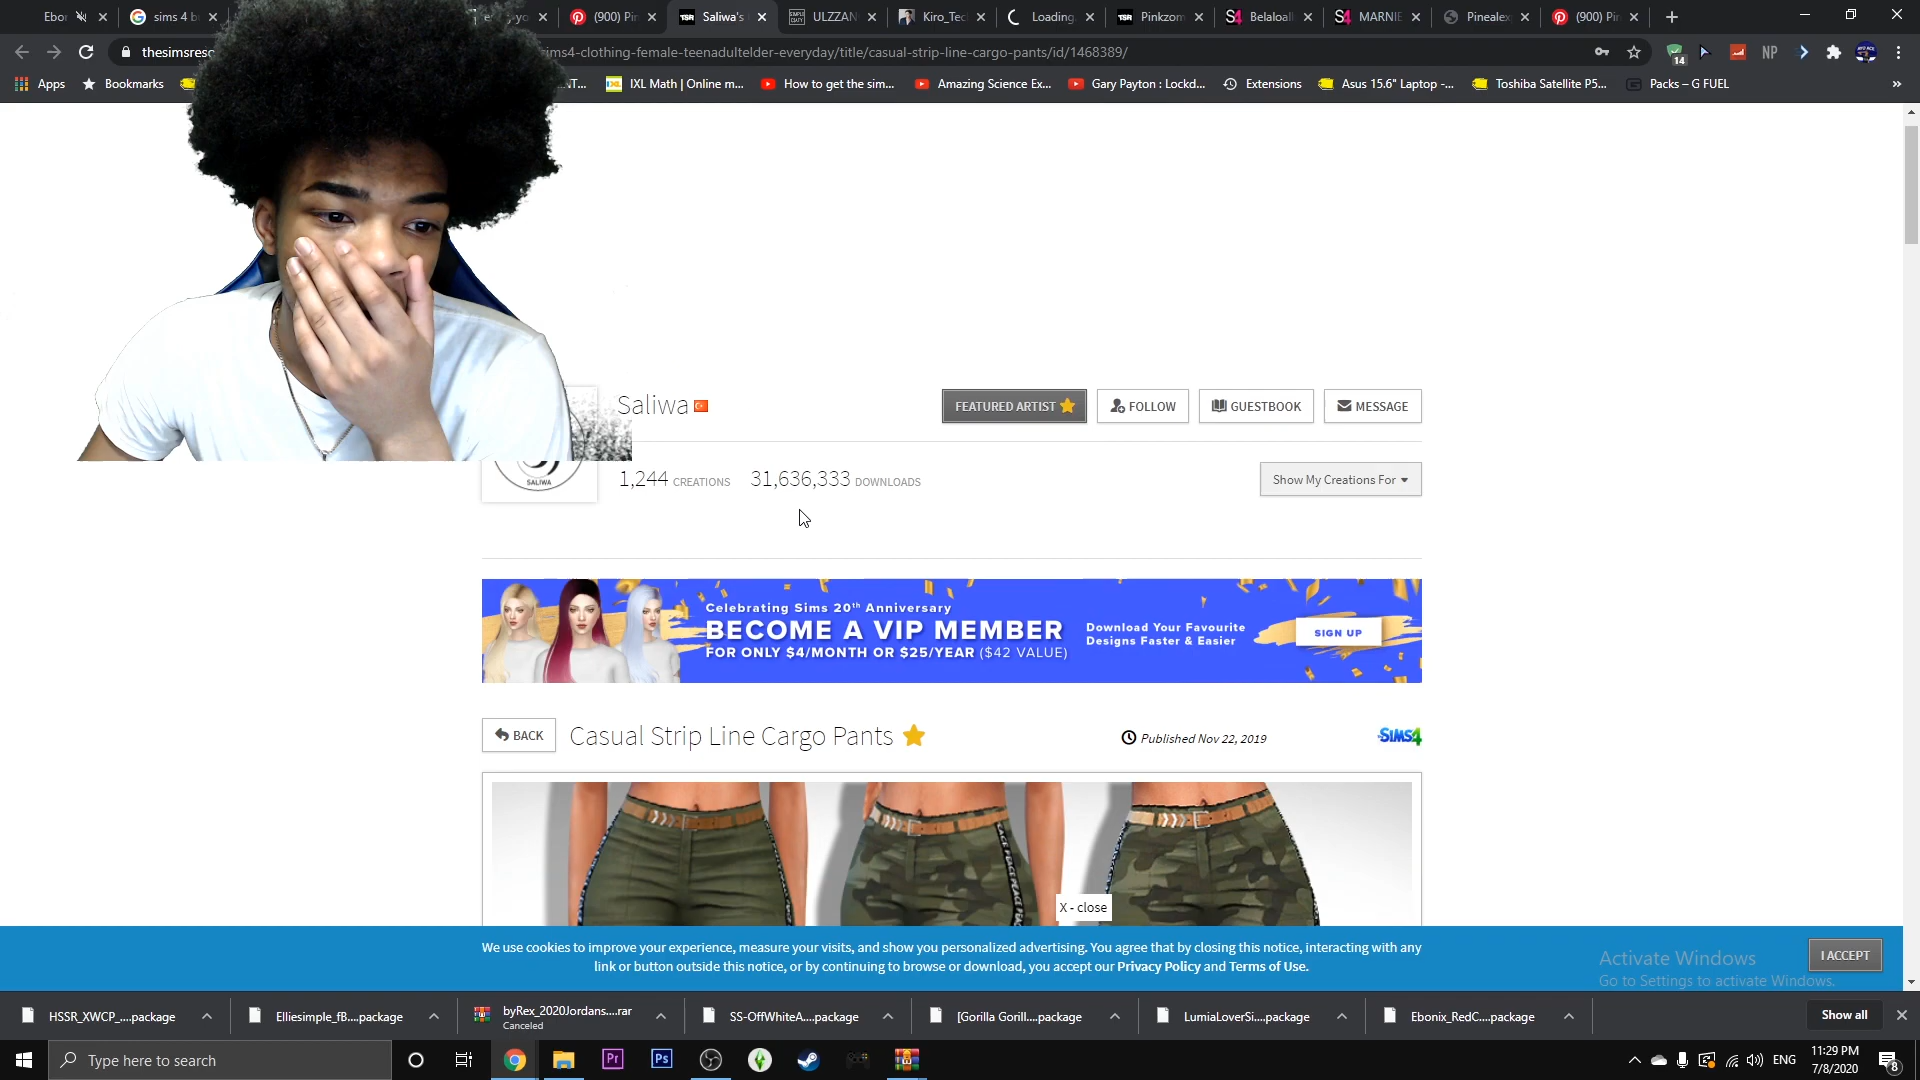 Ebor
sims 4 b
(900) Pin
Saliwa's
ULZZAN
Kiro_Tec
Loading.
Pinkzom
Belaloall
MARNIE
Pinealex
(900) Pin
thesimsreso
ims4-clothing-female-teenadultelder-everyday/title/casual-strip-line-cargo-pants/id/1468389/
14
NP
Apps
Bookmarks
NT...
IXL Math | Online m...
How to get the sim...
Amazing Science Ex...
Gary Payton : Lockd...
Extensions
Asus 15.6" Laptop -...
Toshiba Satellite P5...
Packs – G FUEL
Saliwa
FEATURED ARTIST
FOLLOW
GUESTBOOK
MESSAGE
SALIWA
1,244 CREATIONS
31,636,333 DOWNLOADS
Show My Creations For
Celebrating Sims 20th Anniversary
BECOME A VIP MEMBER
FOR ONLY $4/MONTH OR $25/YEAR ($42 VALUE)
Download Your Favourite
Designs Faster & Easier
SIGN UP
BACK
Casual Strip Line Cargo Pants
Published Nov 22, 2019
SIMS4
X - close
We use cookies to improve your experience, measure your visits, and show you personalized advertising. You agree that by closing this notice, interacting with any
link or button outside this notice, or by continuing to browse or download, you accept our Privacy Policy and Terms of Use.
I ACCEPT
Activate Windows
Go to Settings to activate Windows.
HSSR_XWCP_....package
Elliesimple_fB....package
byRex_2020Jordans....rar
Canceled
SS-OffWhiteA....package
[Gorilla Gorill....package
LumiaLoverSi....package
Ebonix_RedC....package
Show all
Type here to search
Pr
Ps
ENG
11:29 PM
7/8/2020
8